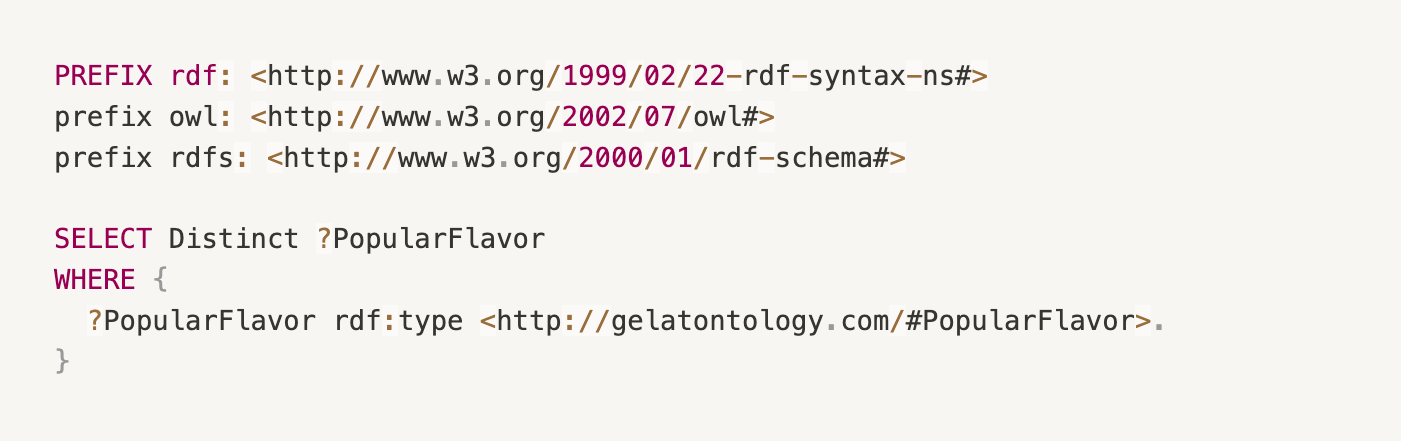 PREFIX rdf: <http://www.w3.org/1999/02/22-rdf-syntax-ns#>
prefix owl: <http://www.w3.org/2002/07/owl#>
prefix rdfs: <http://www.w3.org/2000/01/rdf-schema#>

SELECT Distinct ?PopularFlavor
WHERE {
  ?PopularFlavor rdf:type <http://gelatontology.com/#PopularFlavor>.
}